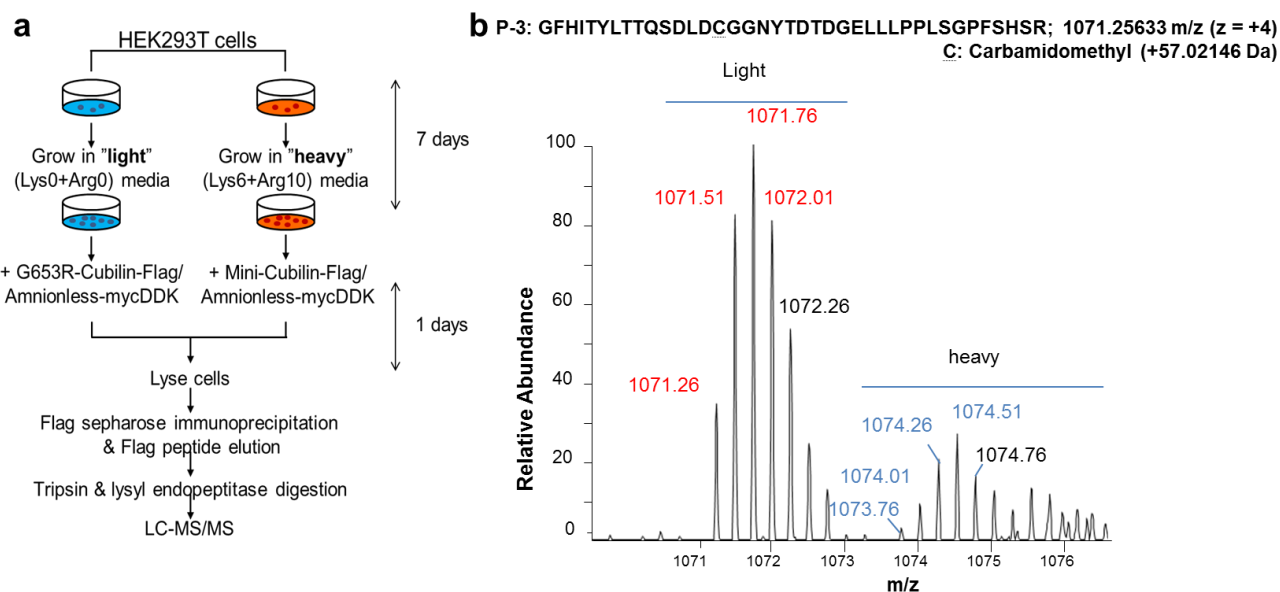 a
HEK293T cells
7 days
Grow in ”light”
(Lys0+Arg0) media
Grow in ”heavy”
(Lys6+Arg10) media
+ G653R-Cubilin-Flag/
Amnionless-mycDDK
+ Mini-Cubilin-Flag/
Amnionless-mycDDK
1 days
Lyse cells
Flag sepharose immunoprecipitation
& Flag peptide elution
Tripsin & lysyl endopeptitase digestion
LC-MS/MS
b
P-3: GFHITYLTTQSDLDCGGNYTDTDGELLLPPLSGPFSHSR; 1071.25633 m/z (z = +4)
C: Carbamidomethyl (+57.02146 Da)
Light
1071.76
1071.51
1072.01
1072.26
1071.26
heavy
1074.51
1074.26
1074.76
1074.01
1073.76
Relative Abundance
100
80
60
40
20
0
1071
1072
1073
1074
1075
1076
m/z